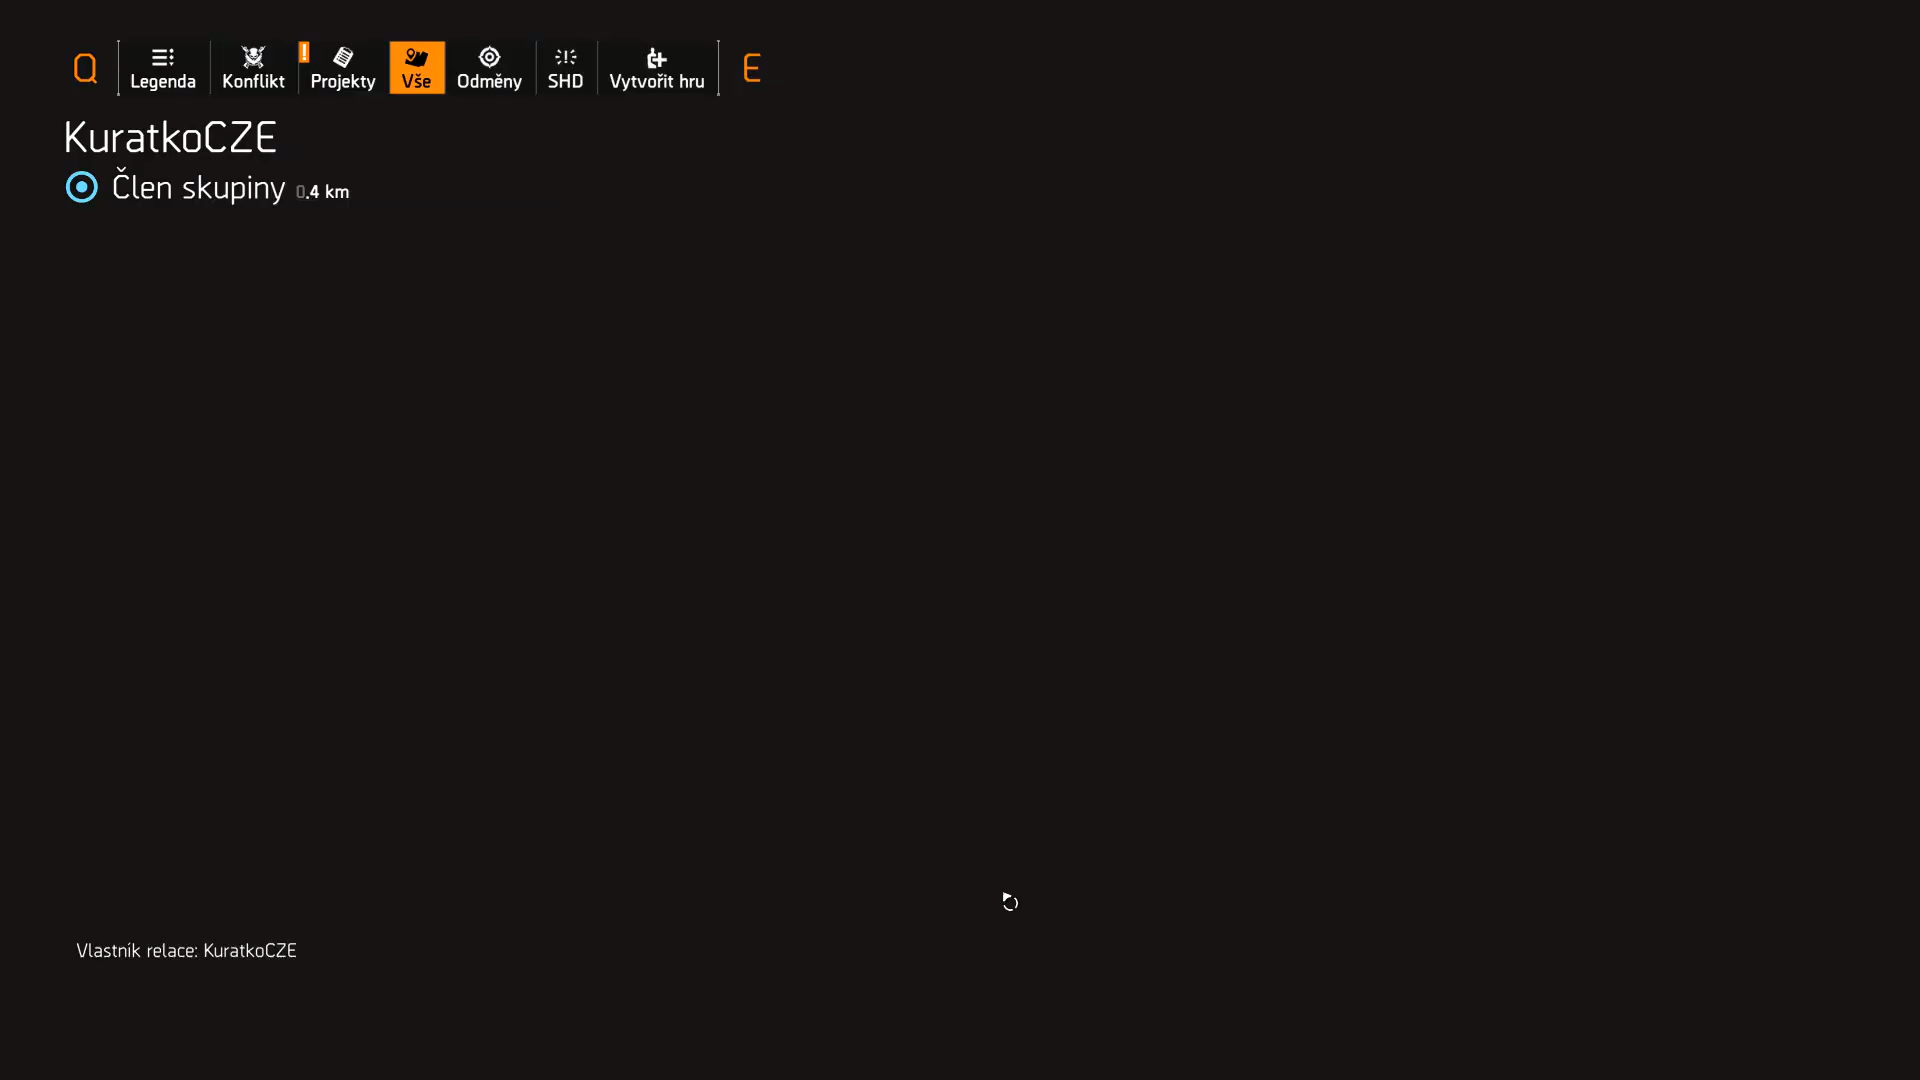 Q Legenda Konflikt ! Projekty Vše Odměny SHD Vytvořit hru E
KuratkoCZE
Člen skupiny 0.4 km
Vlastník relace: KuratkoCZE